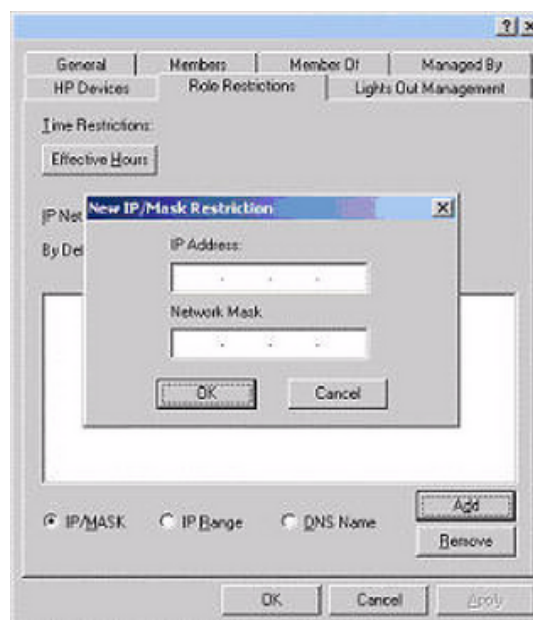 ? ×
General Members Member Of Managed By
HP Devices Role Restrictions Lights Out Management
Time Restrictions:
Effective Hours
New IP/Mask Restriction ×
IP Net
By Def
IP Address:
Network Mask
OK Cancel
IP/MASK IP Range DNS Name
Add
Remove
OK Cancel Apply